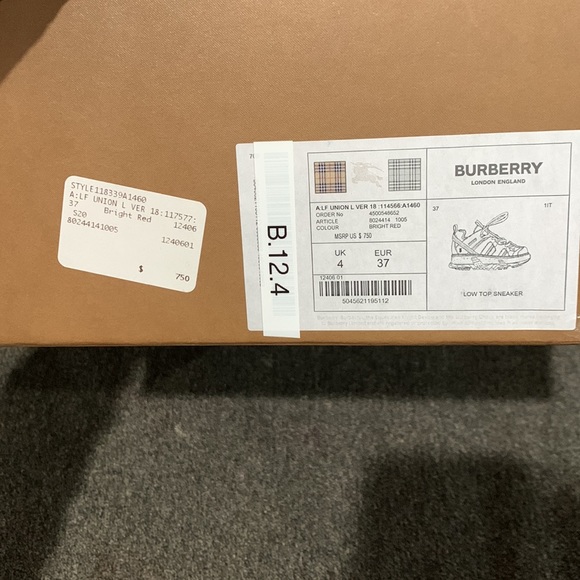 STYLE118339A1460
A:LF UNION L VER 18:117577:
37 Bright Red 12406
S20
80244141005 1240601
$ 750
B.12.4
BURBERRY
LONDON ENGLAND
A:LF UNION L VER 18 :114566:A1460
ORDER No 4500548652
ARTICLE 8024414 1005
COLOUR BRIGHT RED
MSRP US $ 750
UK EUR
4 37
12406 01
5045621195112
37 1IT
LOW TOP SNEAKER